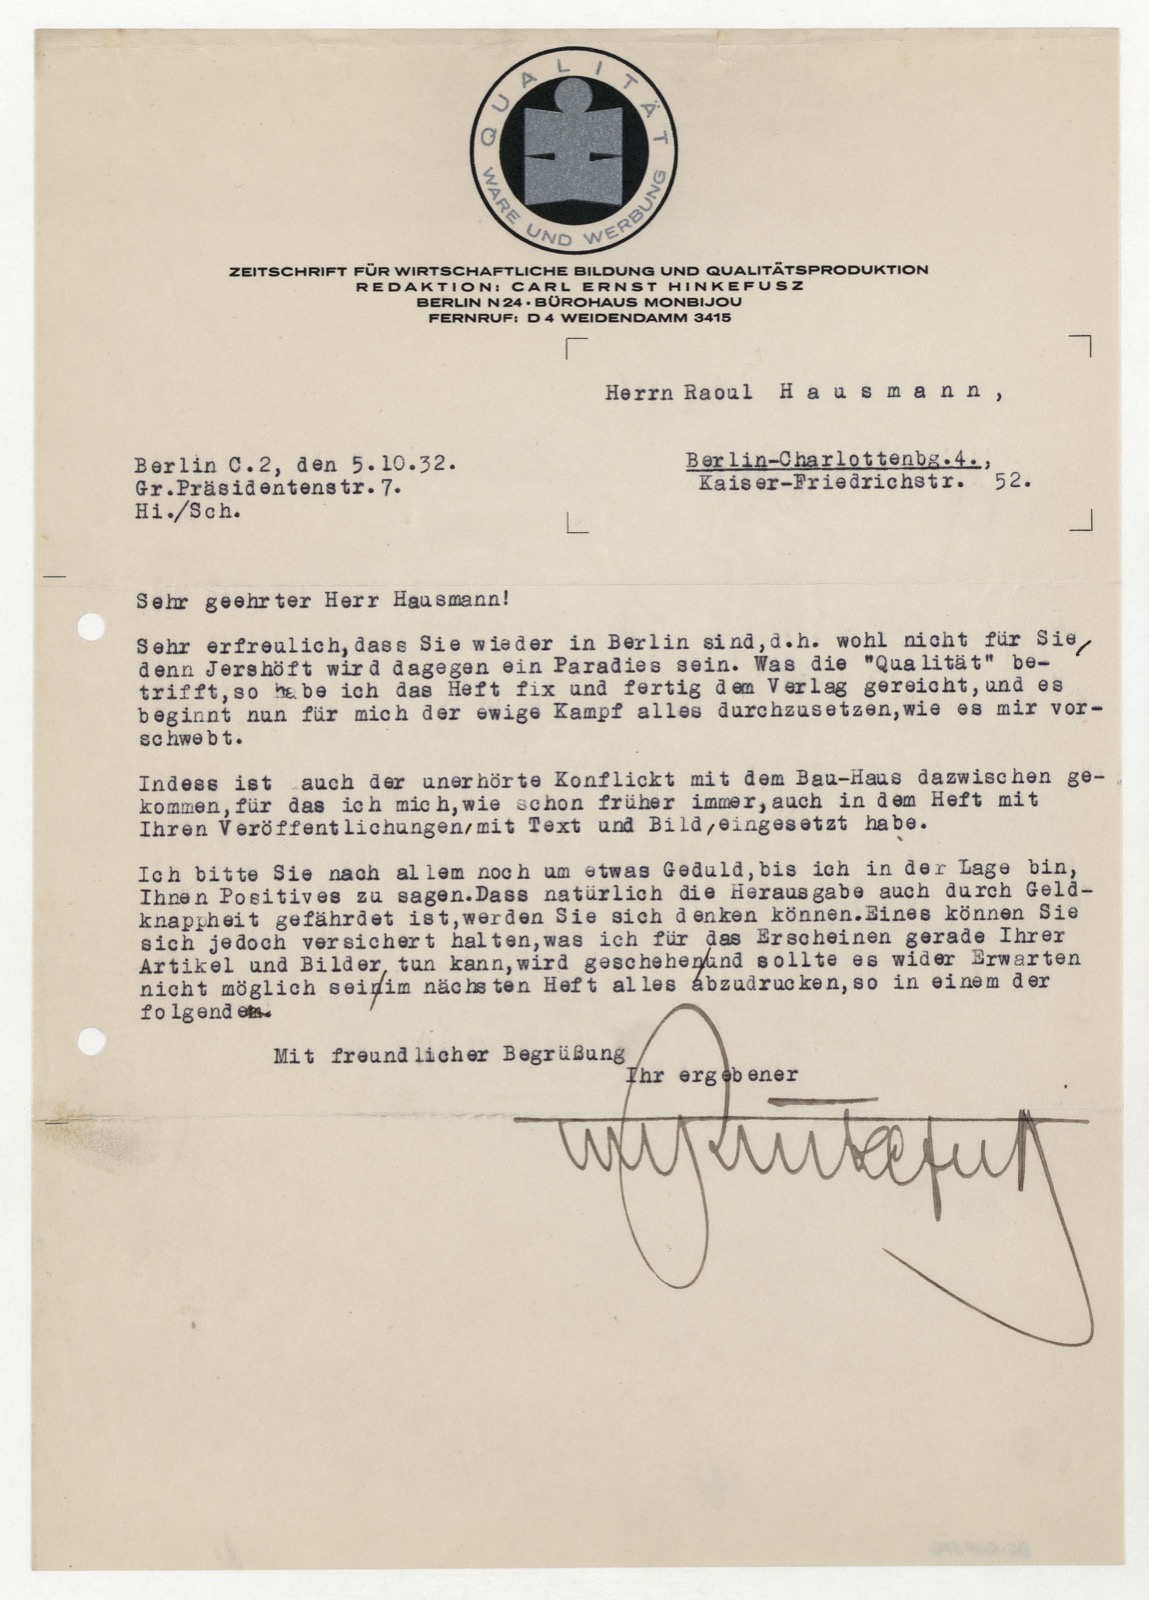 QUALITÄT
WARE UND WERBUNG
ZEITSCHRIFT FÜR WIRTSCHAFTLICHE BILDUNG UND QUALITÄTSPRODUKTION
REDAKTION: CARL ERNST HINKEFUSZ
BERLIN N24 · BÜROHAUS MONBIJOU
FERNRUF: D4 WEIDENDAMM 3415
Herrn Raoul Hausmann,
Berlin-Charlottenbg.4.,
Kaiser-Friedrichstr. 52.
Berlin C.2, den 5.10.32.
Gr.Präsidentenstr.7.
Hi./Sch.
Sehr geehrter Herr Hausmann!
Sehr erfreulich,dass Sie wieder in Berlin sind,d.h. wohl nicht für Sie,
denn Jershöft wird dagegen ein Paradies sein. Was die "Qualität" be-
trifft,so habe ich das Heft fix und fertig dem Verlag gereicht,und es
beginnt nun für mich der ewige Kampf alles durchzusetzen,wie es mir vor-
schwebt.
Indess ist auch der unerhörte Konflickt mit dem Bau-Haus dazwischen ge-
kommen,für das ich mich,wie schon früher immer,auch in dem Heft mit
Ihren Veröffentlichungen,mit Text und Bild,eingesetzt habe.
Ich bitte Sie nach allem noch um etwas Geduld,bis ich in der Lage bin,
Ihnen Positives zu sagen.Dass natürlich die Herausgabe auch durch Geld-
knappheit gefährdet ist,werden Sie sich denken können.Eines können Sie
sich jedoch versichert halten,was ich für das Erscheinen gerade Ihrer
Artikel und Bilder tun kann,wird geschehen,und sollte es wider Erwarten
nicht möglich sein,im nächsten Heft alles abzudrucken,so in einem der
folgenden.
Mit freundlicher Begrüßung
Ihr ergebener